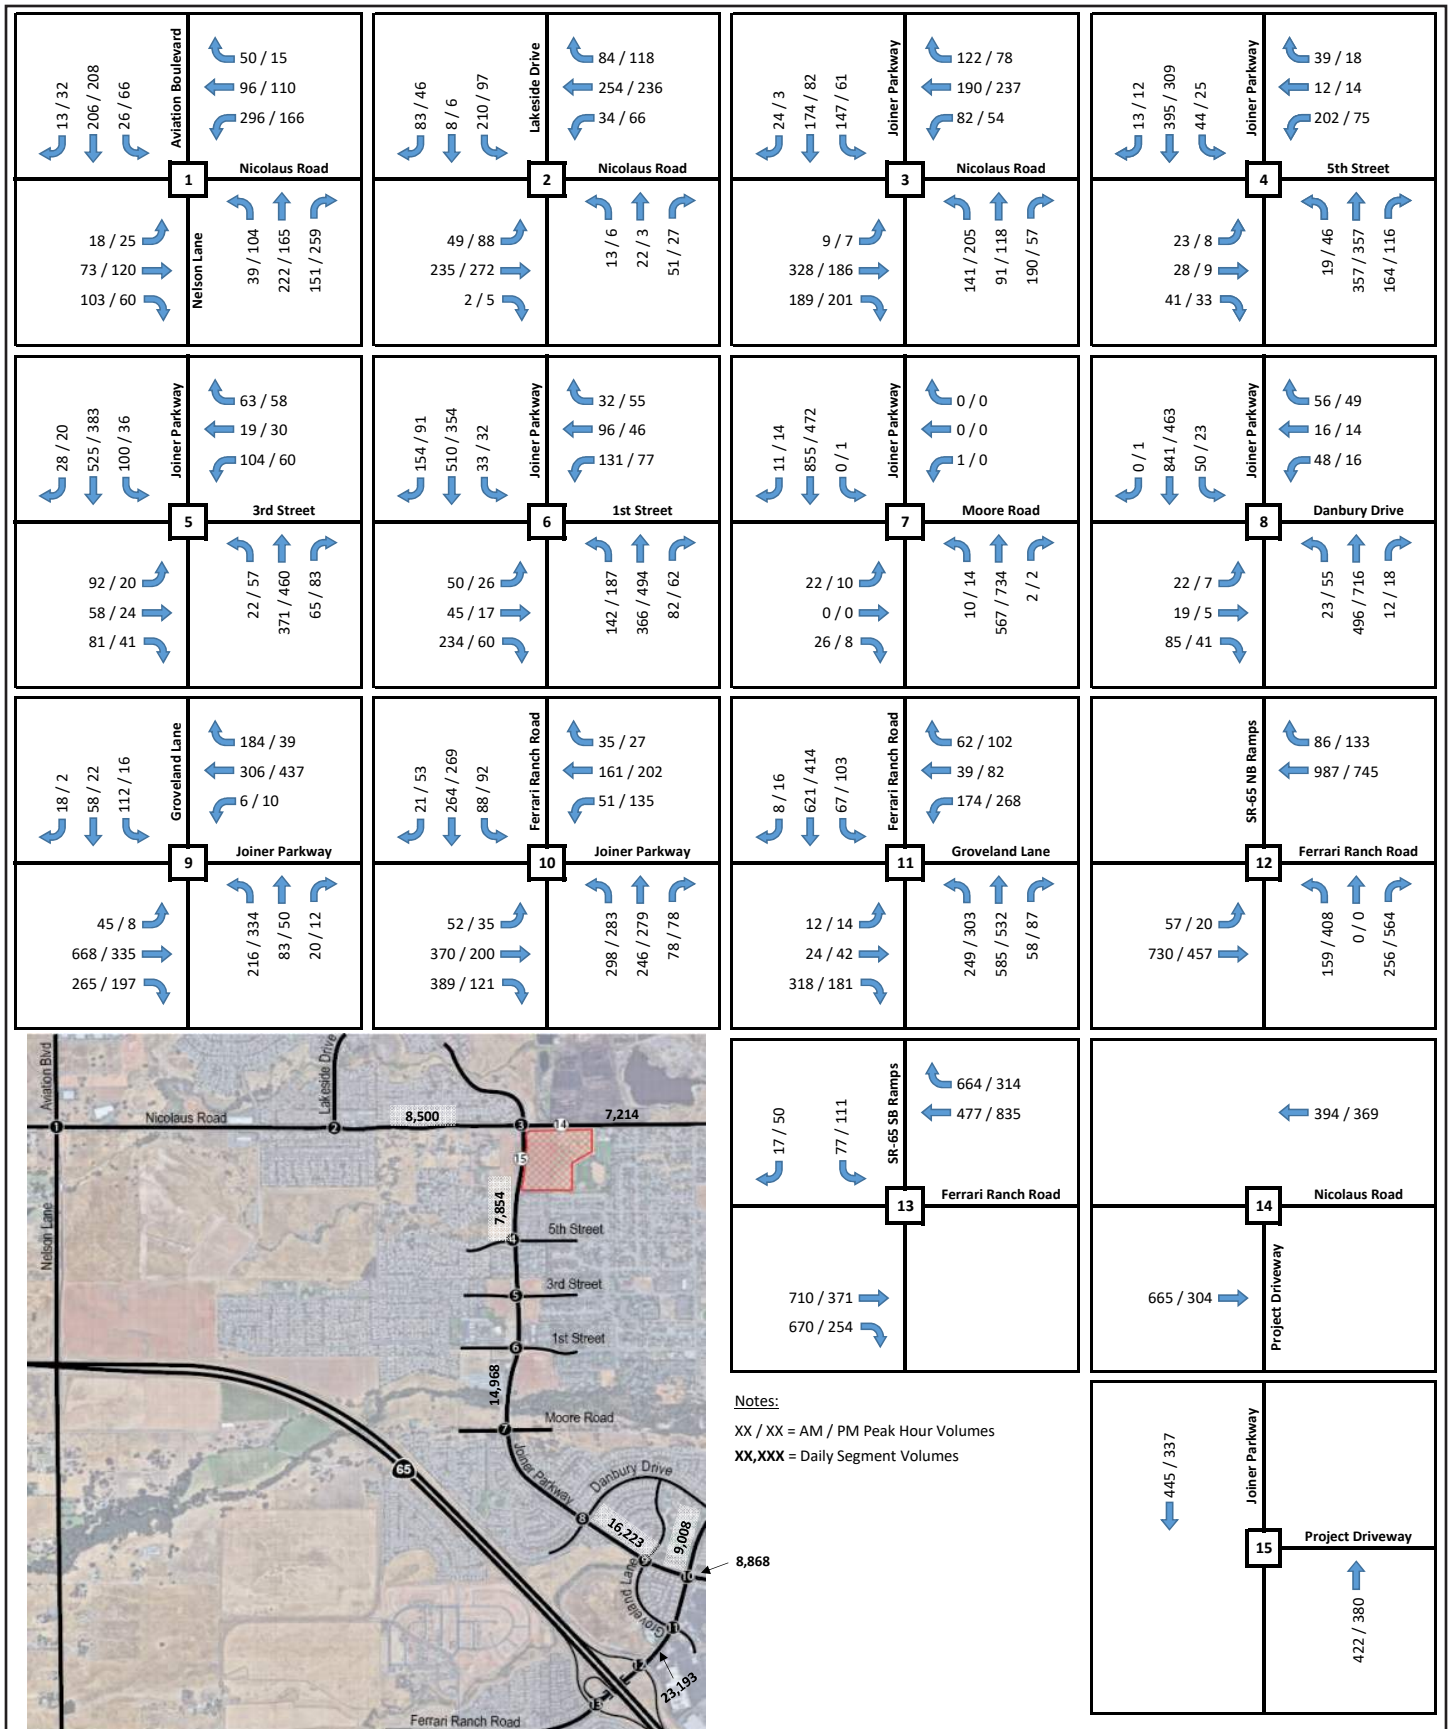 Aviation Boulevard
13 / 32
206 / 208
26 / 66
50 / 15
96 / 110
296 / 166
1
Nicolaus Road
18 / 25
73 / 120
103 / 60
Nelson Lane
39 / 104
222 / 165
151 / 259
Lakeside Drive
83 / 46
8 / 6
210 / 97
84 / 118
254 / 236
34 / 66
2
Nicolaus Road
49 / 88
235 / 272
2 / 5
13 / 6
22 / 3
51 / 27
Joiner Parkway
24 / 3
174 / 82
147 / 61
122 / 78
190 / 237
82 / 54
3
Nicolaus Road
9 / 7
328 / 186
189 / 201
141 / 205
91 / 118
190 / 57
Joiner Parkway
13 / 12
395 / 309
44 / 25
39 / 18
12 / 14
202 / 75
4
5th Street
23 / 8
28 / 9
41 / 33
19 / 46
357 / 357
164 / 116
Joiner Parkway
28 / 20
525 / 383
100 / 36
63 / 58
19 / 30
104 / 60
5
3rd Street
92 / 20
58 / 24
81 / 41
22 / 57
371 / 460
65 / 83
Joiner Parkway
154 / 91
510 / 354
33 / 32
32 / 55
96 / 46
131 / 77
6
1st Street
50 / 26
45 / 17
234 / 60
142 / 187
366 / 494
82 / 62
Joiner Parkway
11 / 14
855 / 472
0 / 1
0 / 0
0 / 0
1 / 0
7
Moore Road
22 / 10
0 / 0
26 / 8
10 / 14
567 / 734
2 / 2
Joiner Parkway
0 / 1
841 / 463
50 / 23
56 / 49
16 / 14
48 / 16
8
Danbury Drive
22 / 7
19 / 5
85 / 41
23 / 55
496 / 716
12 / 18
Groveland Lane
18 / 2
58 / 22
112 / 16
184 / 39
306 / 437
6 / 10
9
Joiner Parkway
45 / 8
668 / 335
265 / 197
216 / 334
83 / 50
20 / 12
Ferrari Ranch Road
21 / 53
264 / 269
88 / 92
35 / 27
161 / 202
51 / 135
10
Joiner Parkway
52 / 35
370 / 200
389 / 121
298 / 283
246 / 279
78 / 78
Ferrari Ranch Road
8 / 16
621 / 414
67 / 103
62 / 102
39 / 82
174 / 268
11
Groveland Lane
12 / 14
24 / 42
318 / 181
249 / 303
585 / 532
58 / 87
SR-65 NB Ramps
86 / 133
987 / 745
12
Ferrari Ranch Road
57 / 20
730 / 457
159 / 408
0 / 0
256 / 564
Aviation Blvd
Lakeside Drive
Nicolaus Road
8,500
7,214
1
2
3
14
15
Nelson Lane
7,854
4
5th Street
5
3rd Street
6
1st Street
14,968
7
Moore Road
65
Joiner Parkway
Danbury Drive
8
16,223
9,008
9
10
8,868
Groveland Lane
11
12
23,193
13
Ferrari Ranch Road
SR-65 SB Ramps
17 / 50
77 / 111
664 / 314
477 / 835
13
Ferrari Ranch Road
710 / 371
670 / 254
394 / 369
14
Nicolaus Road
665 / 304
Project Driveway
Notes:
XX / XX = AM / PM Peak Hour Volumes
XX,XXX = Daily Segment Volumes
Joiner Parkway
445 / 337
15
Project Driveway
422 / 380